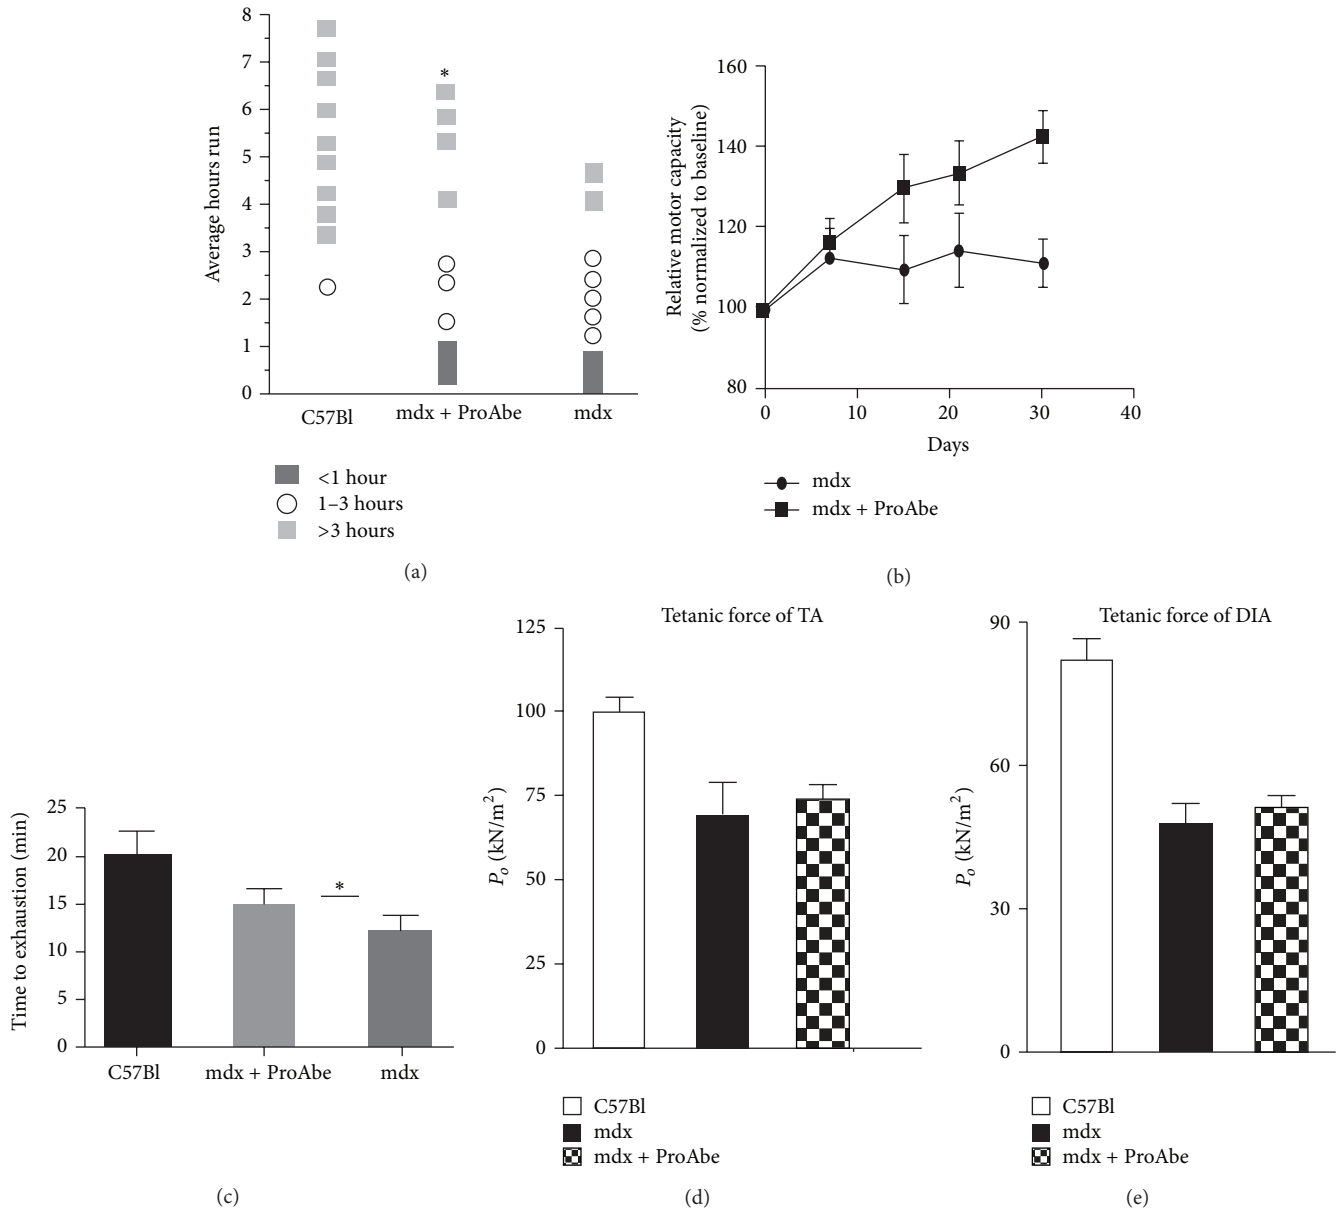 8
7
6
5
4
3
2
1
0
Average hours run
*
C57Bl
mdx + ProAbe
mdx
<1 hour
1–3 hours
>3 hours
(a)
160
140
120
100
80
Relative motor capacity
(% normalized to baseline)
0 10 20 30 40
Days
mdx
mdx + ProAbe
(b)
25
20
15
10
5
0
Time to exhaustion (min)
*
C57Bl
mdx + ProAbe
mdx
(c)
Tetanic force of TA
125
100
75
50
25
0
Pₒ (kN/m²)
C57Bl
mdx
mdx + ProAbe
(d)
Tetanic force of DIA
90
60
30
0
Pₒ (kN/m²)
C57Bl
mdx
mdx + ProAbe
(e)